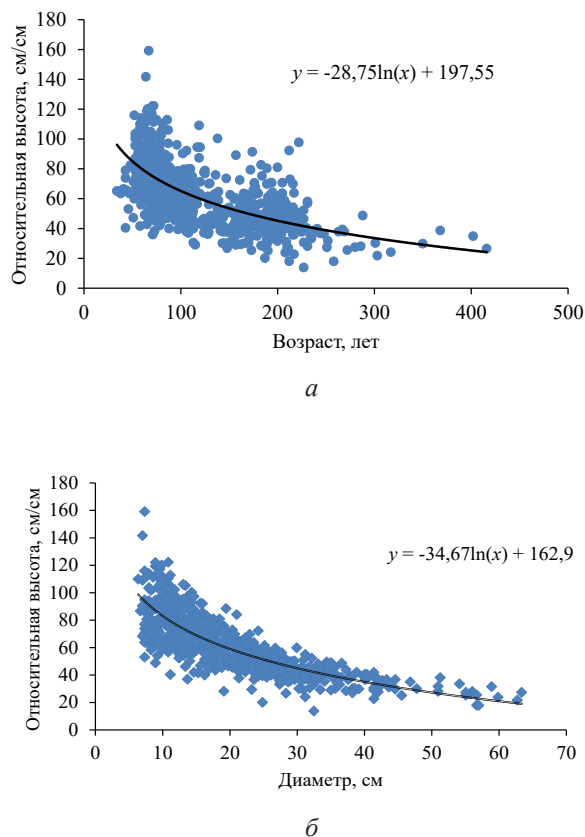 180
160
140
120
100
80
60
40
20
0
Относительная высота, см/см
y = -28,75ln(x) + 197,55
0 100 200 300 400 500
Возраст, лет
а
180
160
140
120
100
80
60
40
20
0
Относительная высота, см/см
y = -34,67ln(x) + 162,9
0 10 20 30 40 50 60 70
Диаметр, см
б